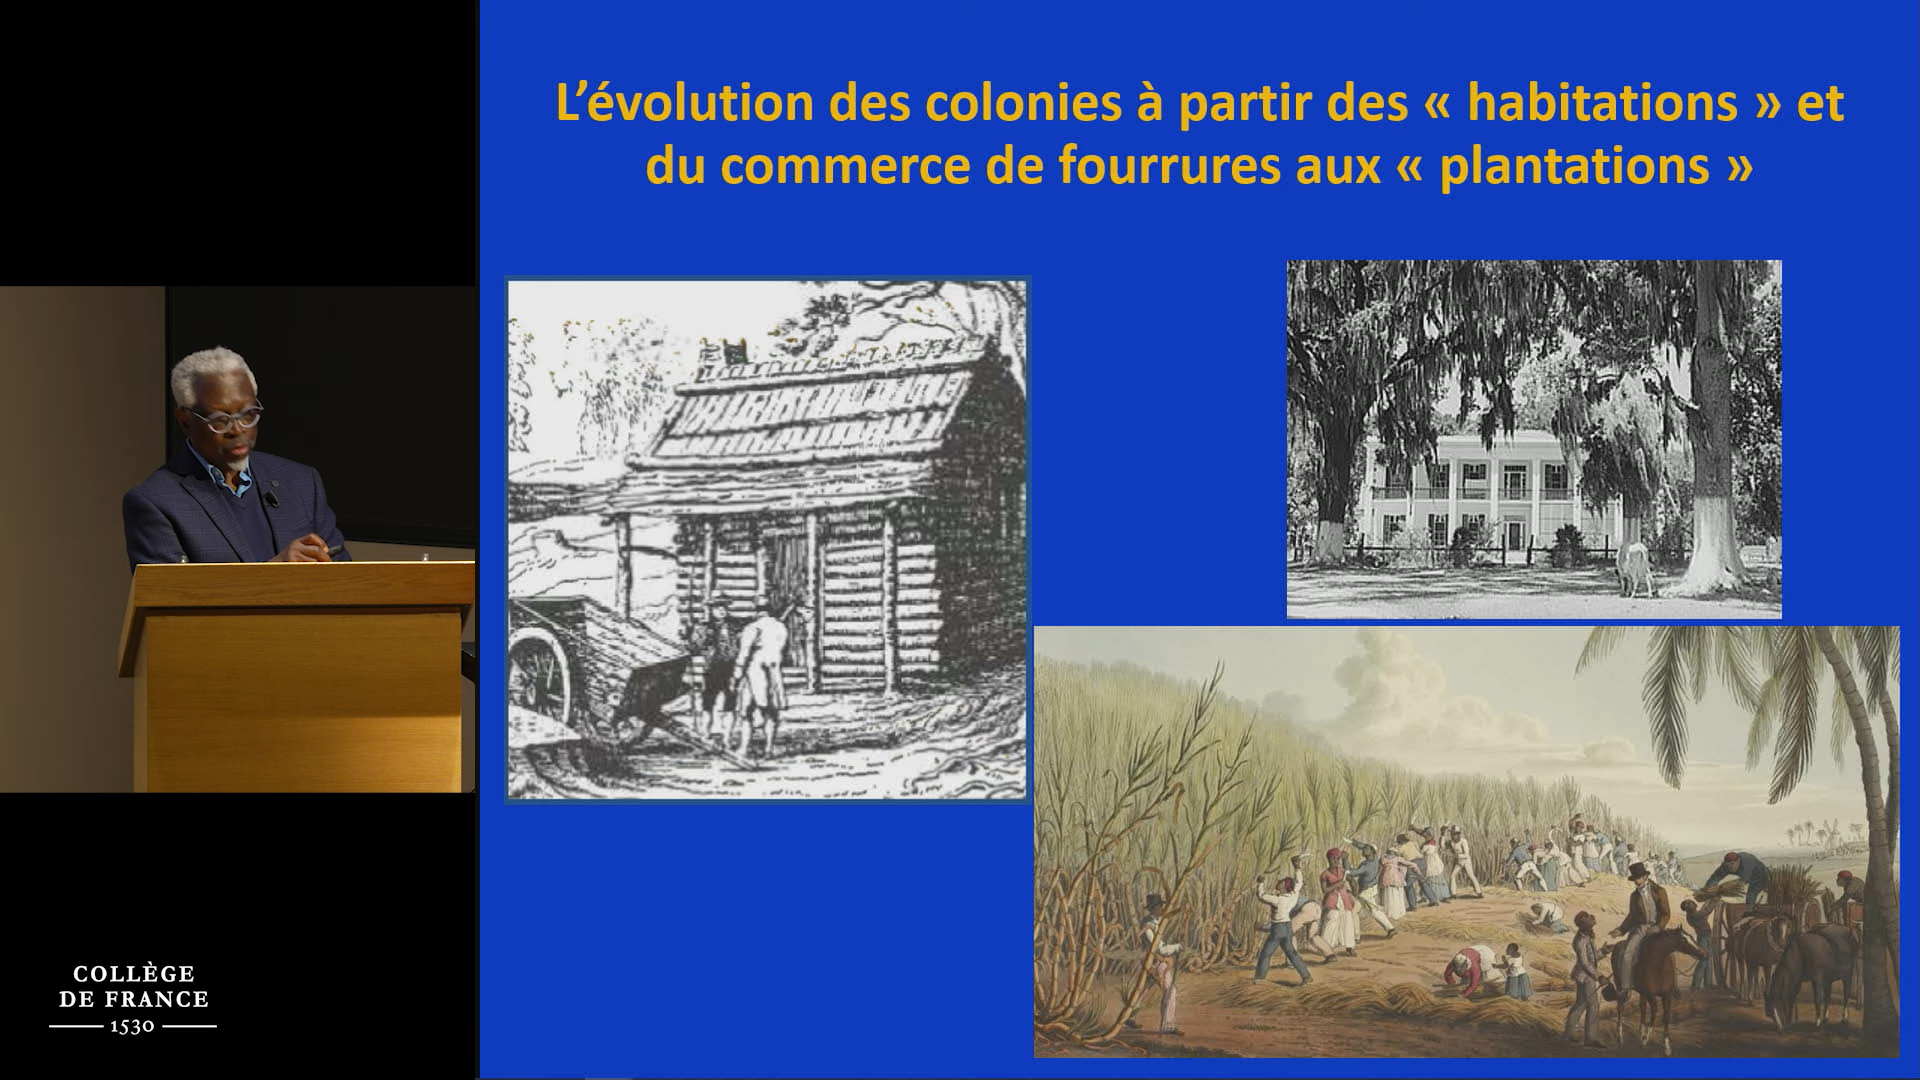 L’évolution des colonies à partir des « habitations » et
du commerce de fourrures aux « plantations »
COLLÈGE
DE FRANCE
1530